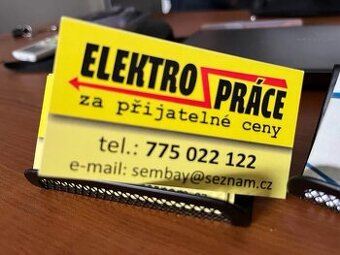 ELEKTRO PRÁCE
za přijatelné ceny
tel.: 775 022 122
e-mail: sembay@seznam.cz